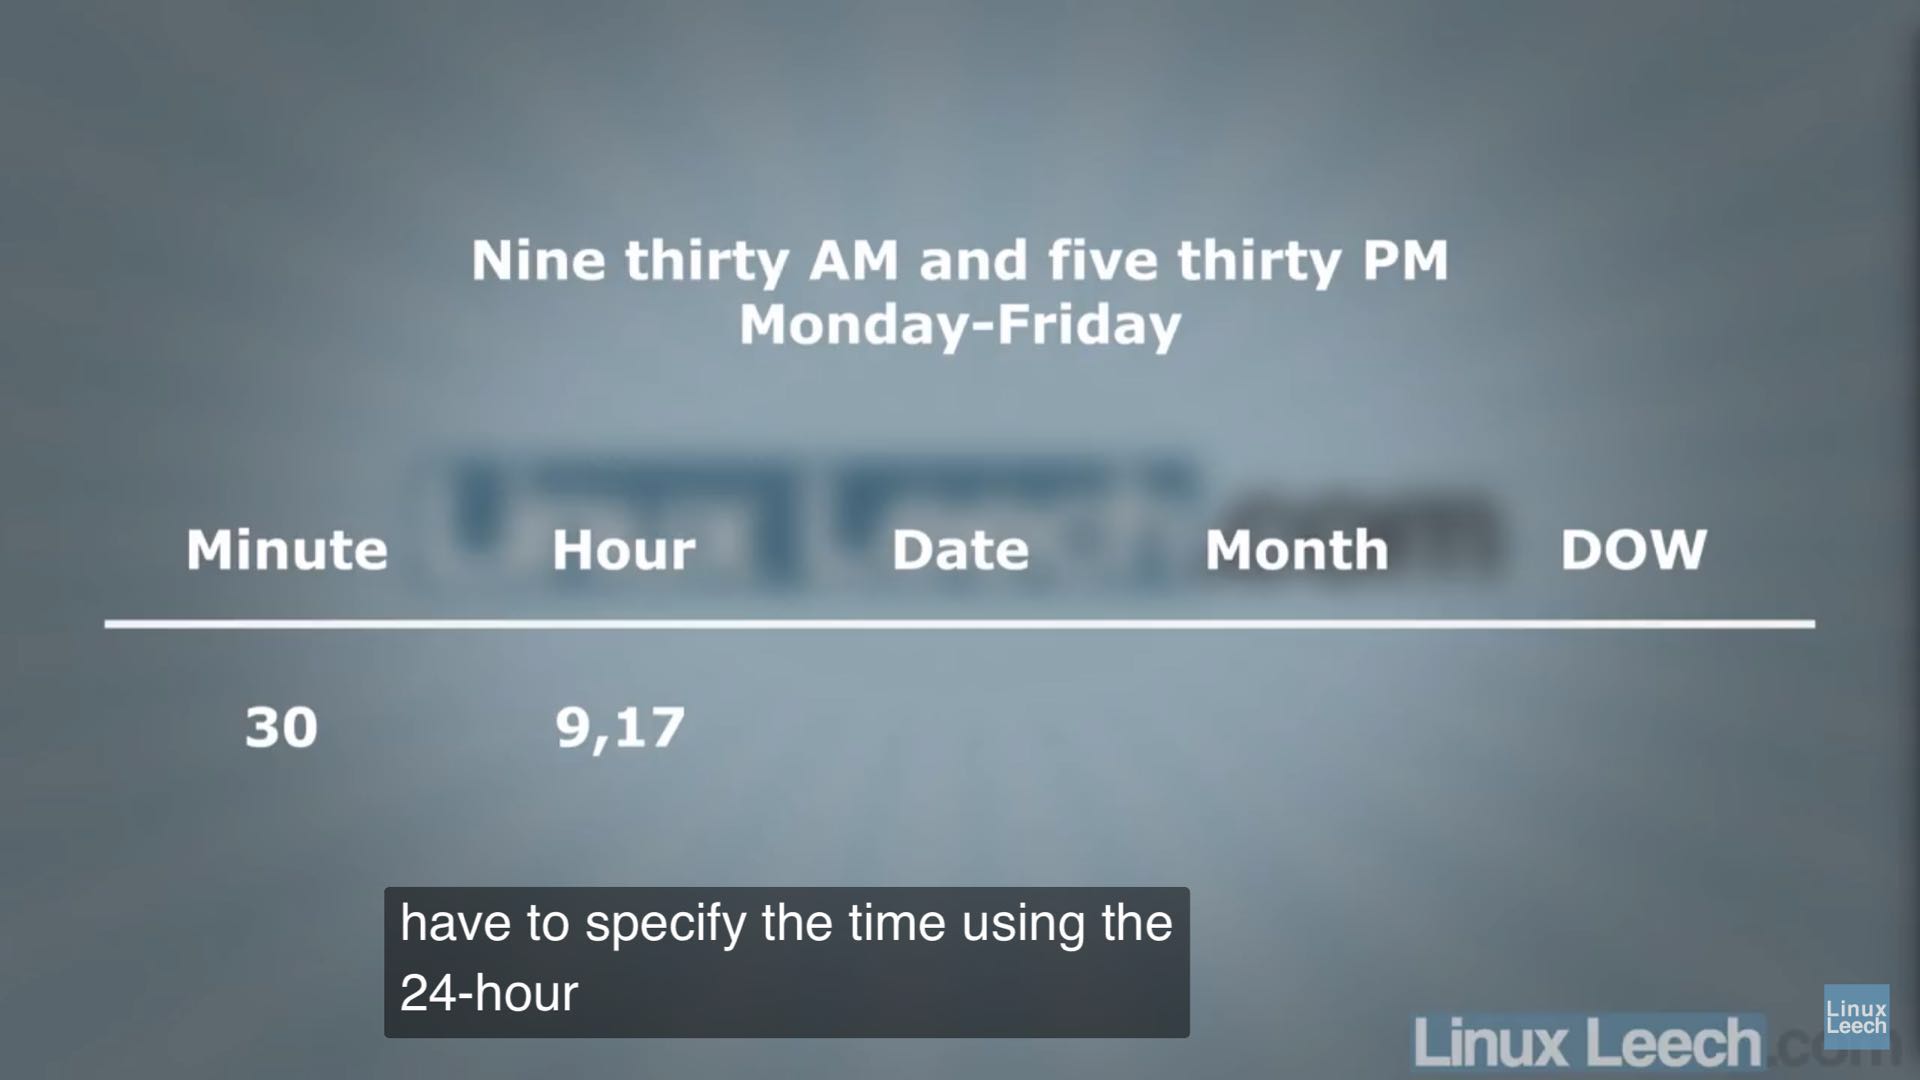 Nine thirty AM and five thirty PM
Monday-Friday
Minute Hour Date Month DOW
30 9,17
have to specify the time using the
24-hour
Linux
Leech
Linux Leech.com